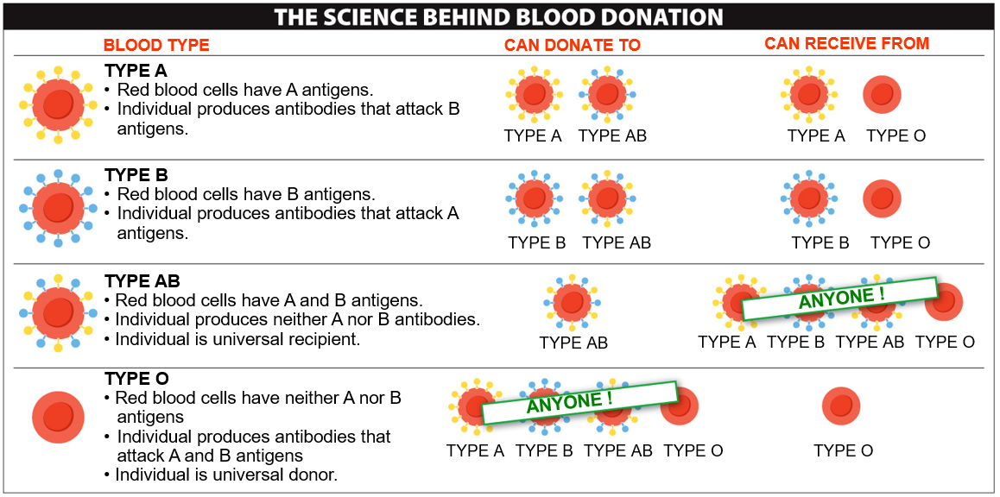 THE SCIENCE BEHIND BLOOD DONATION
BLOOD TYPE CAN DONATE TO CAN RECEIVE FROM
TYPE A
• Red blood cells have A antigens.
• Individual produces antibodies that attack B
antigens.
TYPE A TYPE AB TYPE A TYPE O
TYPE B
• Red blood cells have B antigens.
• Individual produces antibodies that attack A
antigens.
TYPE B TYPE AB TYPE B TYPE O
TYPE AB
• Red blood cells have A and B antigens.
• Individual produces neither A nor B antibodies.
• Individual is universal recipient.
TYPE AB
ANYONE !
TYPE A TYPE B TYPE AB TYPE O
TYPE O
• Red blood cells have neither A nor B
antigens
• Individual produces antibodies that
attack A and B antigens
• Individual is universal donor.
ANYONE !
TYPE A TYPE B TYPE AB TYPE O
TYPE O